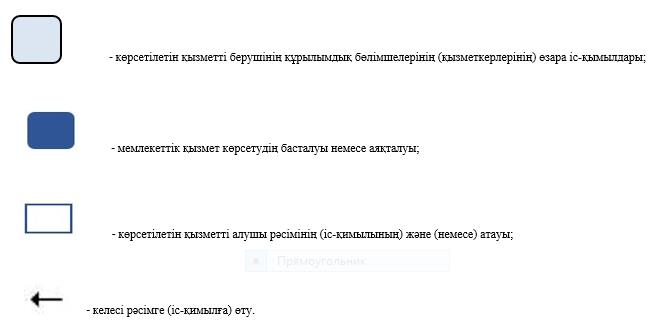 - көрсетілетін қызметті берушінің құрылымдық бөлімшелерінің (қызметкерлерінің) өзара іс-қымылдары;
- мемлекеттік қызмет көрсетудің басталуы немесе аяқталуы;
- көрсетілетін қызметті алушы рәсімінің (іс-қимылының) және (немесе) атауы;
Прямоугольник
- келесі рәсімге (іс-қимылға) өту.